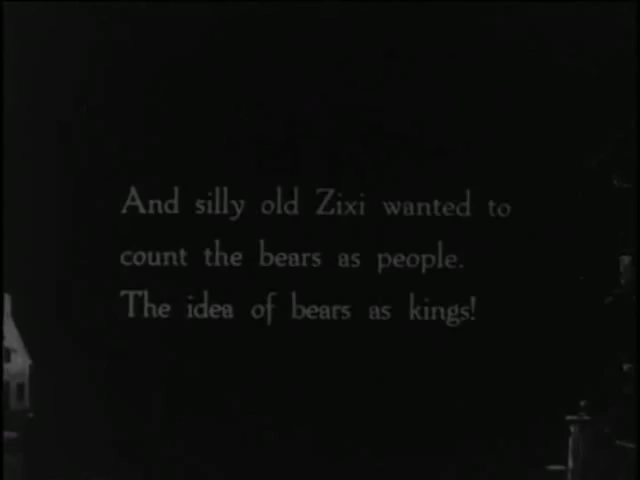 And silly old Zixi wanted to
count the bears as people.
The idea of bears as kings!